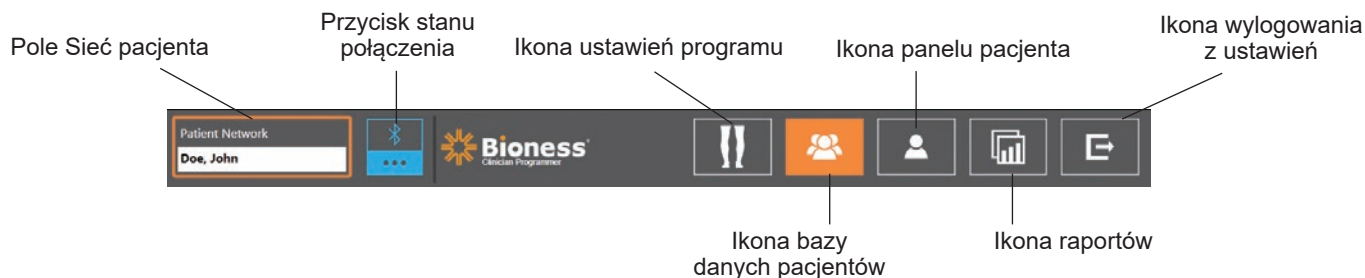 Przycisk stanu
połączenia
Ikona wylogowania
z ustawień
Pole Sieć pacjenta
Ikona ustawień programu
Ikona panelu pacjenta
Patient Network
Doe, John
Bioness
Clinician Programmer
Ikona bazy
danych pacjentów
Ikona raportów